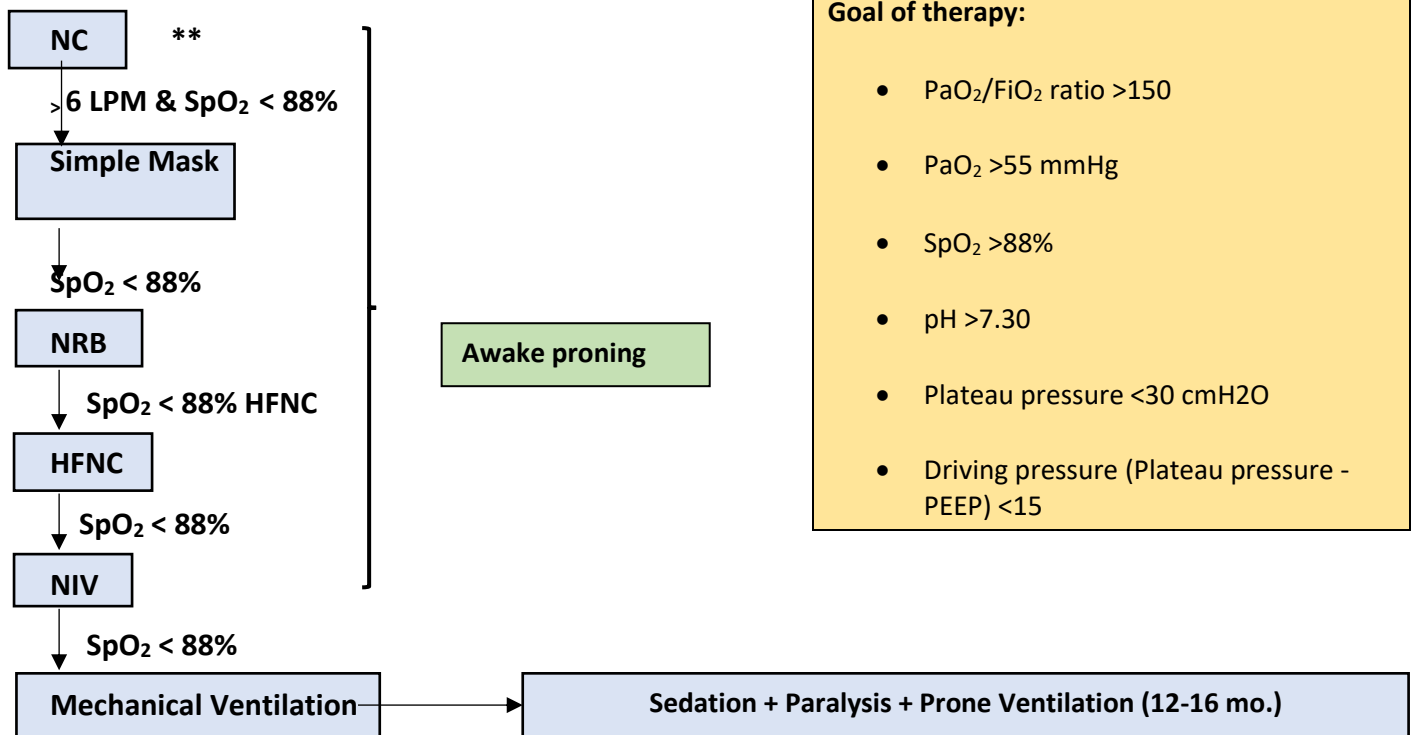 NC **
>6 LPM & SpO₂ < 88%
Simple Mask
SpO₂ < 88%
NRB
SpO₂ < 88% HFNC
HFNC
SpO₂ < 88%
NIV
SpO₂ < 88%
Mechanical Ventilation
Sedation + Paralysis + Prone Ventilation (12-16 mo.)
Awake proning
Goal of therapy:
• PaO₂/FiO₂ ratio >150
• PaO₂ >55 mmHg
• SpO₂ >88%
• pH >7.30
• Plateau pressure <30 cmH2O
• Driving pressure (Plateau pressure -
PEEP) <15